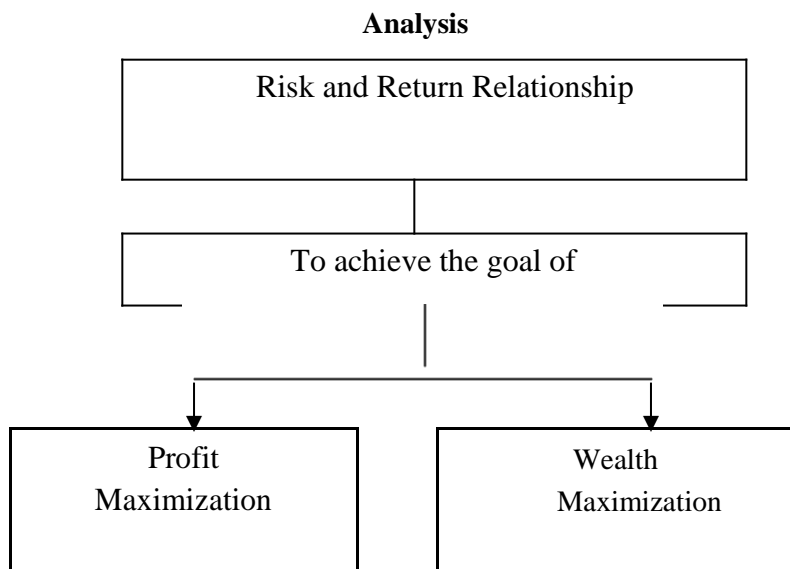 Analysis
Risk and Return Relationship
To achieve the goal of
Profit
Maximization
Wealth
Maximization